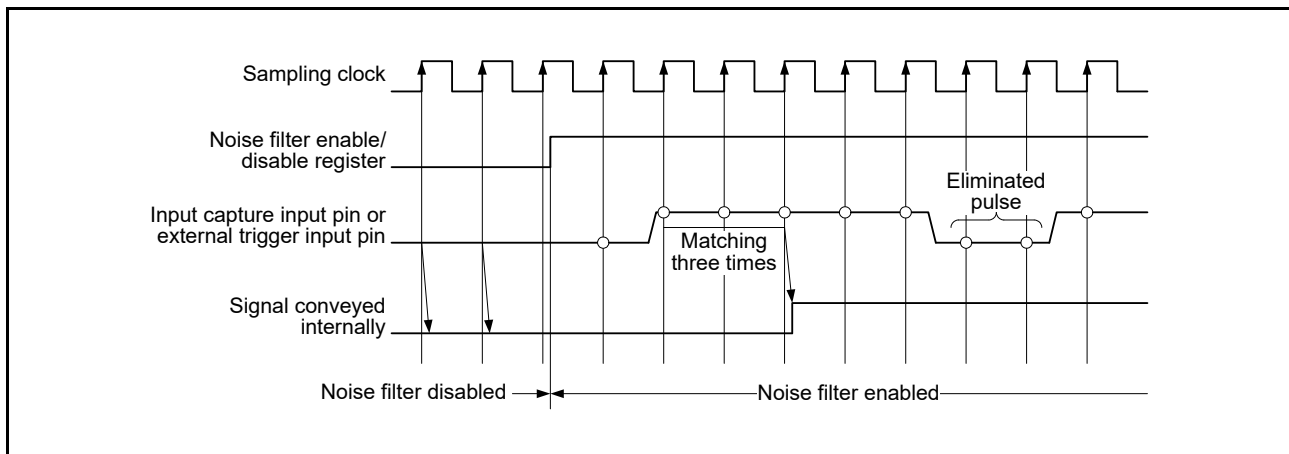 Sampling clock
Noise filter enable/
disable register
Eliminated
pulse
Input capture input pin or
external trigger input pin
Matching
three times
Signal conveyed
internally
Noise filter disabled
Noise filter enabled